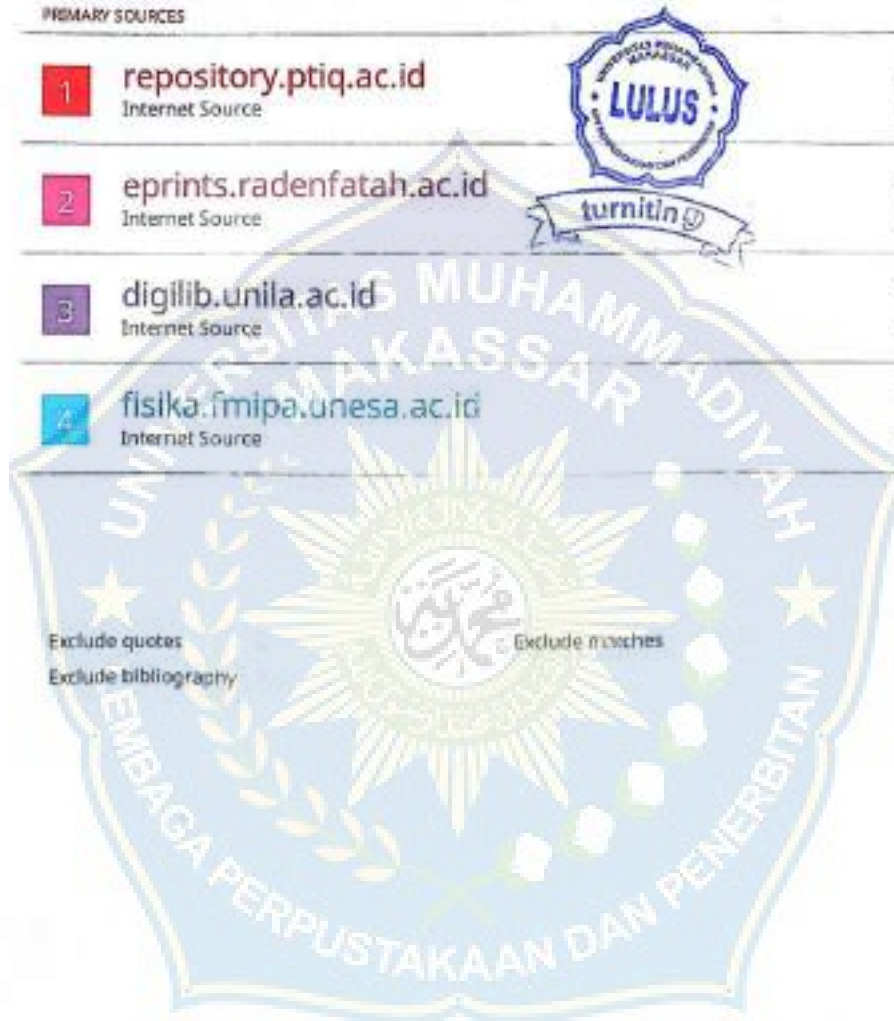 PRIMARY SOURCES
1
repository.ptiq.ac.id
Internet Source
LULUS
2
eprints.radenfatah.ac.id
Internet Source
turnitin
3
digilib.unila.ac.id
Internet Source
4
fisika.fmipa.unesa.ac.id
Internet Source
UNIVERSITAS MUHAMMADIYAH
MAKASSAR
Exclude quotes
Exclude matches
Exclude bibliography
LEMBAGA PERPUSTAKAAN DAN PENERBITAN